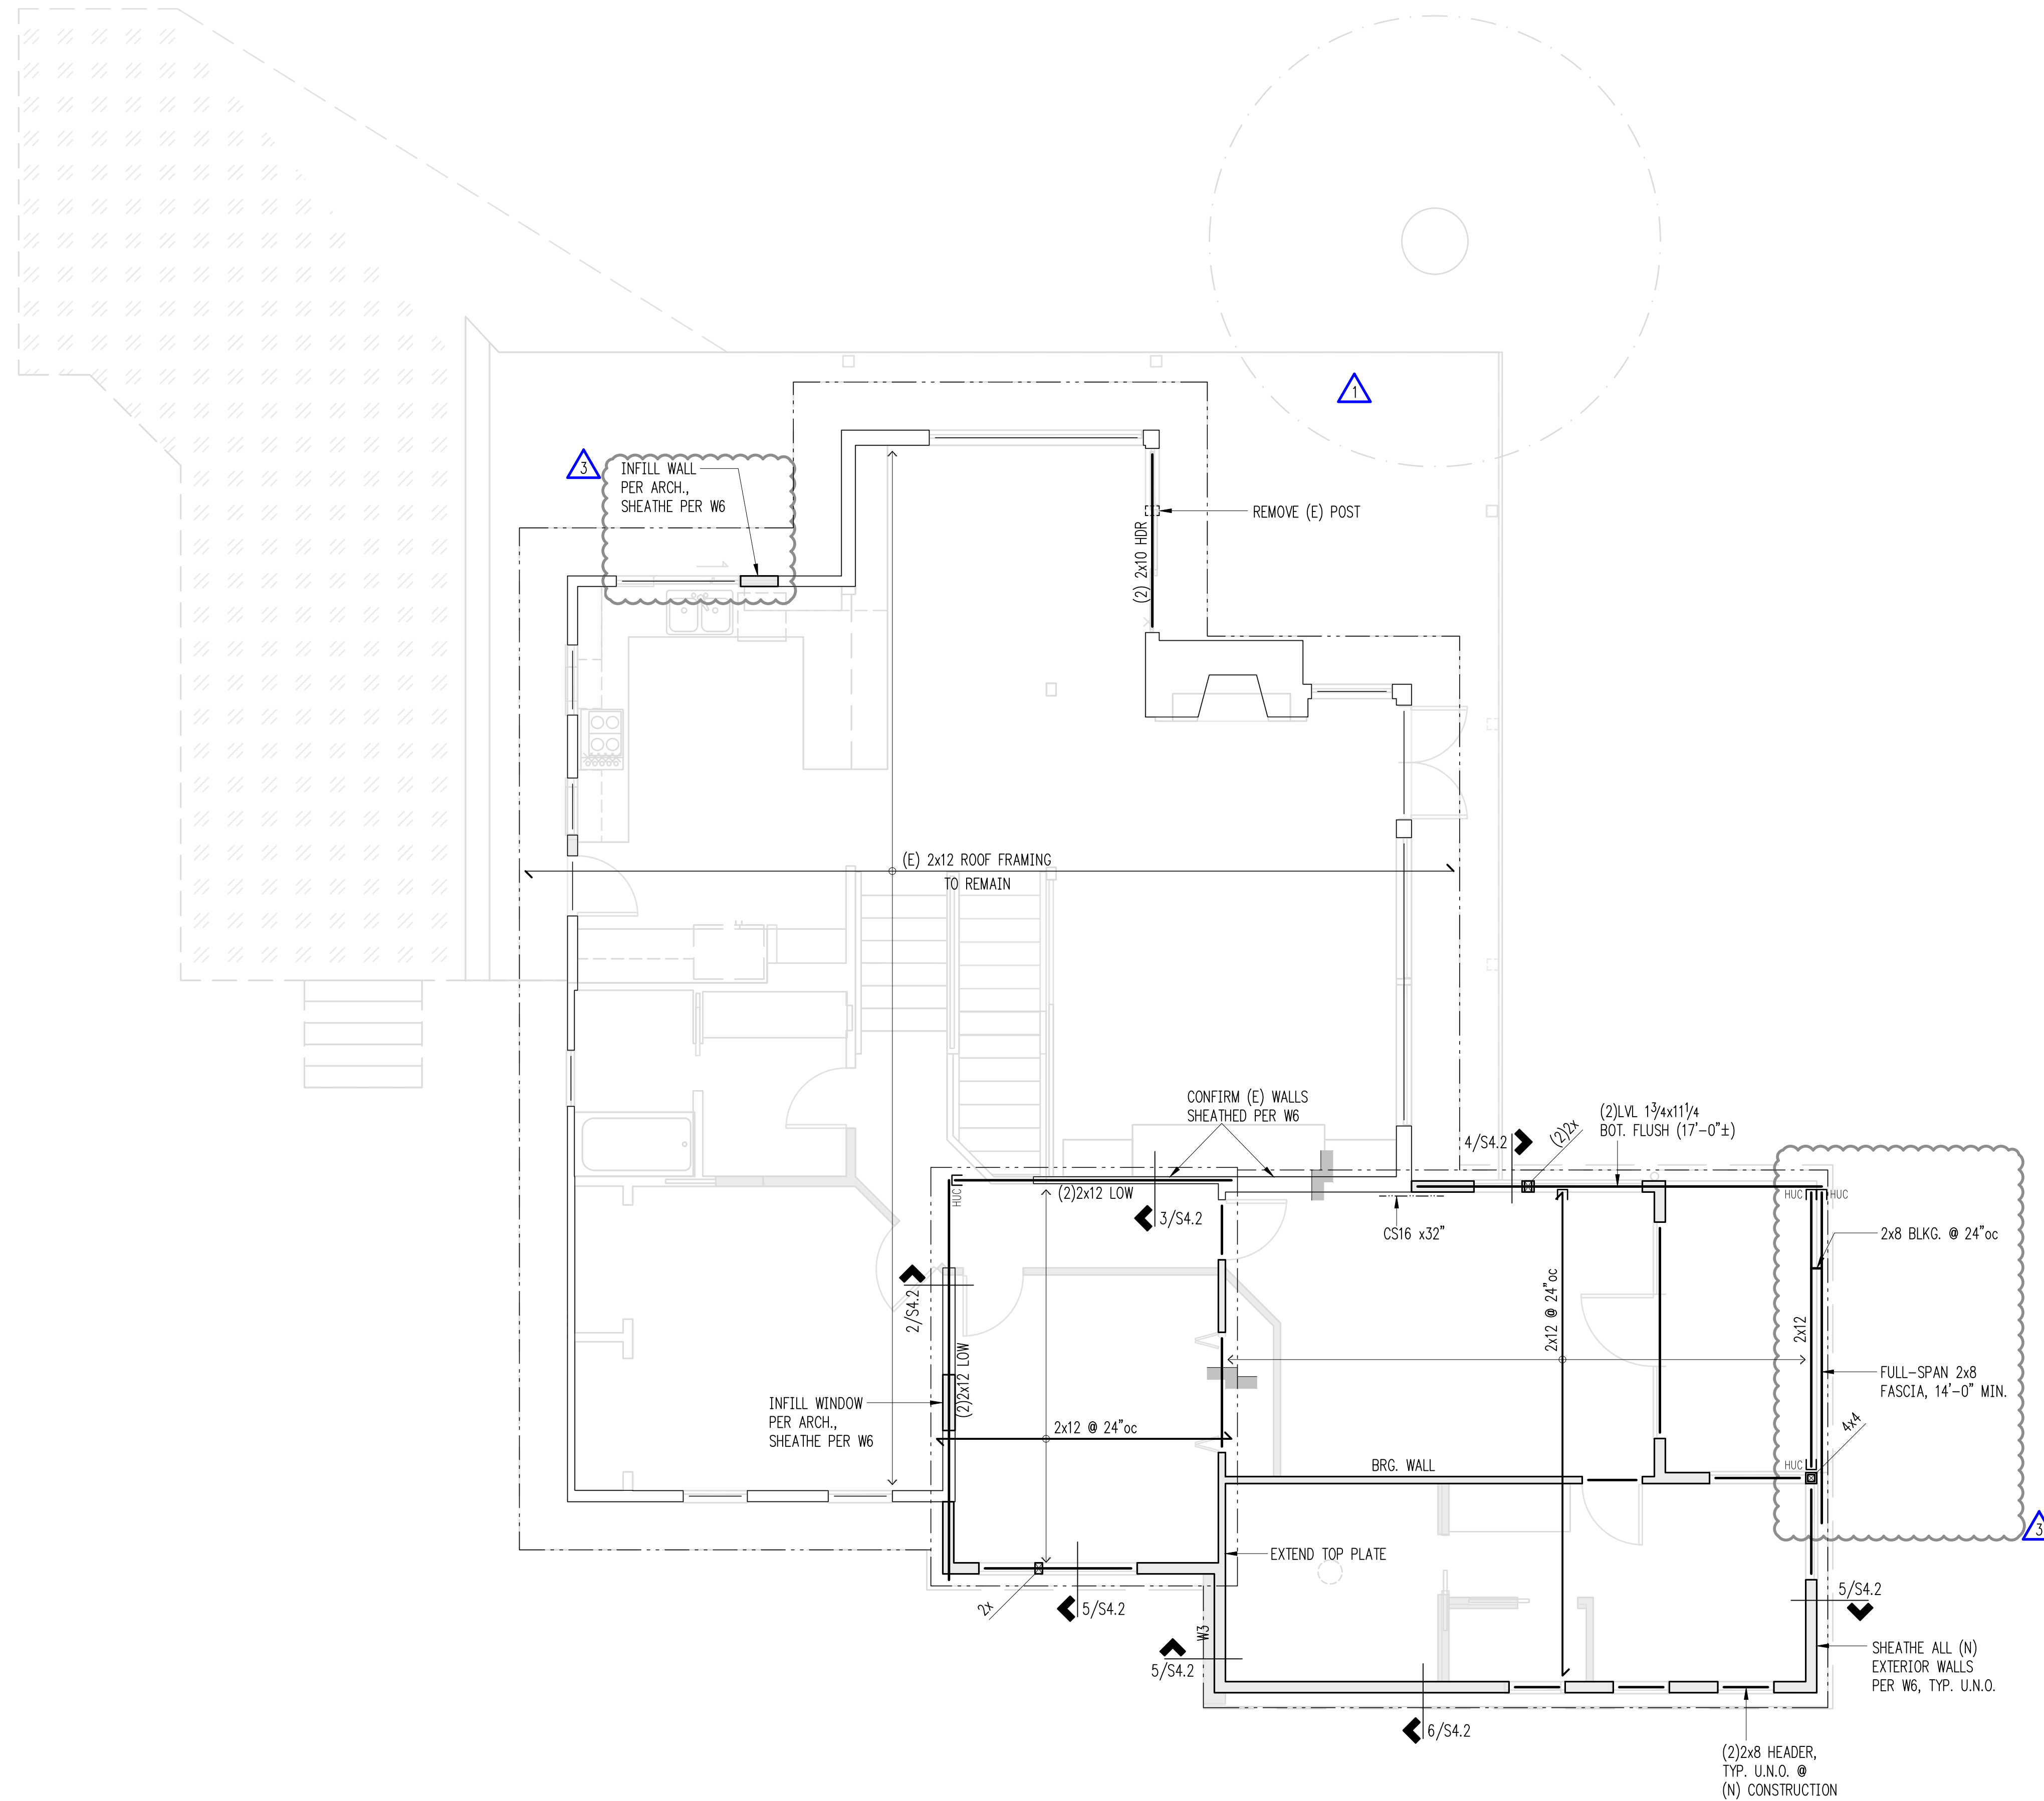 1
3
INFILL WALL
PER ARCH.,
SHEATHE PER W6
REMOVE (E) POST
(2) 2x10 HDR
(E) 2x12 ROOF FRAMING
TO REMAIN
CONFIRM (E) WALLS
SHEATHED PER W6
4/S4.2
(2)2x
(2)LVL 1 3/4x11 1/4
BOT. FLUSH (17'-0"±)
HUC
(2)2x12 LOW
3/S4.2
CS16 x32"
HUC
HUC
2x8 BLKG. @ 24"oc
2/S4.2
2x12 @ 24"oc
2x12
(2)2x12 LOW
FULL-SPAN 2x8
FASCIA, 14'-0" MIN.
INFILL WINDOW
PER ARCH.,
SHEATHE PER W6
2x12 @ 24"oc
4x4
BRG. WALL
HUC
3
EXTEND TOP PLATE
2x
5/S4.2
5/S4.2
W3
5/S4.2
SHEATHE ALL (N)
EXTERIOR WALLS
PER W6, TYP. U.N.O.
6/S4.2
(2)2x8 HEADER,
TYP. U.N.O. @
(N) CONSTRUCTION